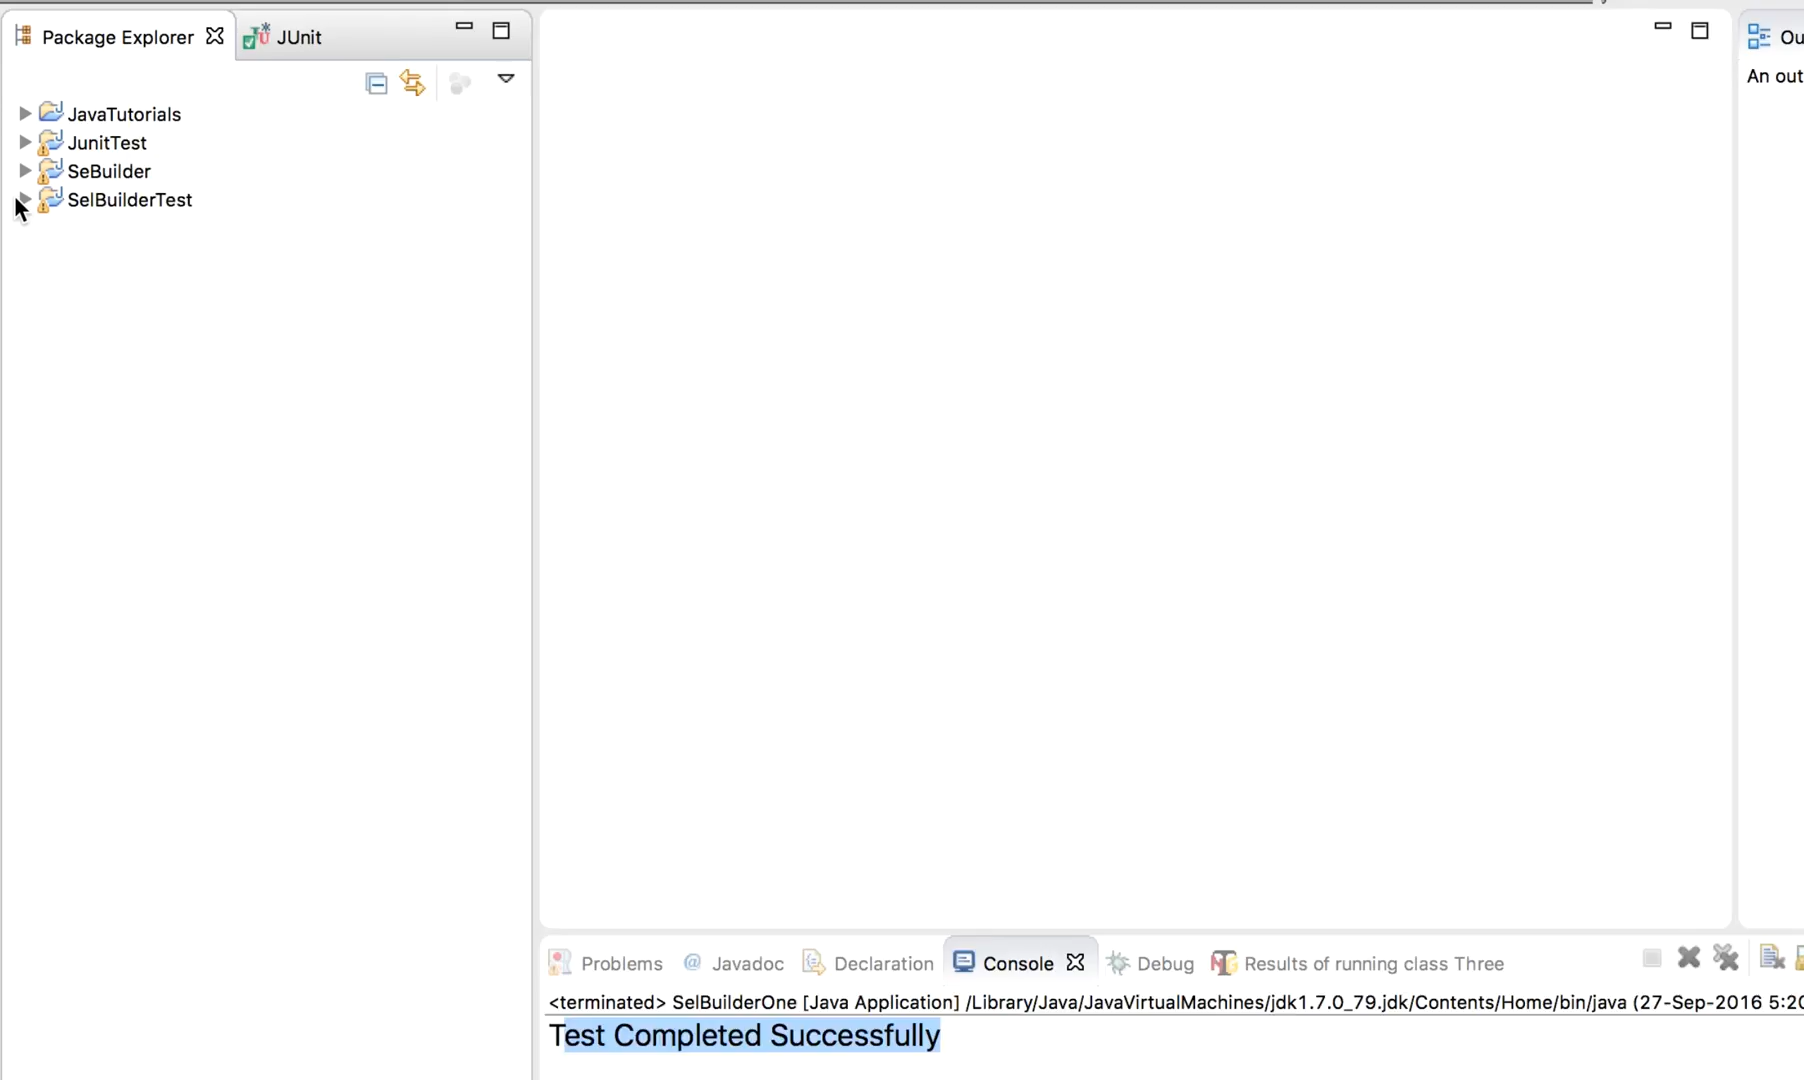 Package Explorer
JUnit
Ou
An out
JavaTutorials
JunitTest
SeBuilder
SelBuilderTest
Problems
@ Javadoc
Declaration
Console
Debug
Results of running class Three
<terminated> SelBuilderOne [Java Application] /Library/Java/JavaVirtualMachines/jdk1.7.0_79.jdk/Contents/Home/bin/java (27-Sep-2016 5:20
Test Completed Successfully